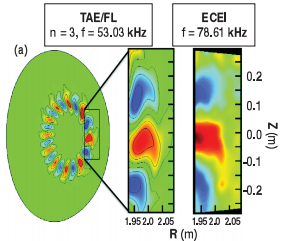 TAE/FL
n = 3, f = 53.03 kHz
ECEI
f = 78.61 kHz
(a)
0.2
0.1
-0.0
-0.1
-0.2
Z (m)
1.95 2.0 2.05
1.95 2.0 2.05
R (m)